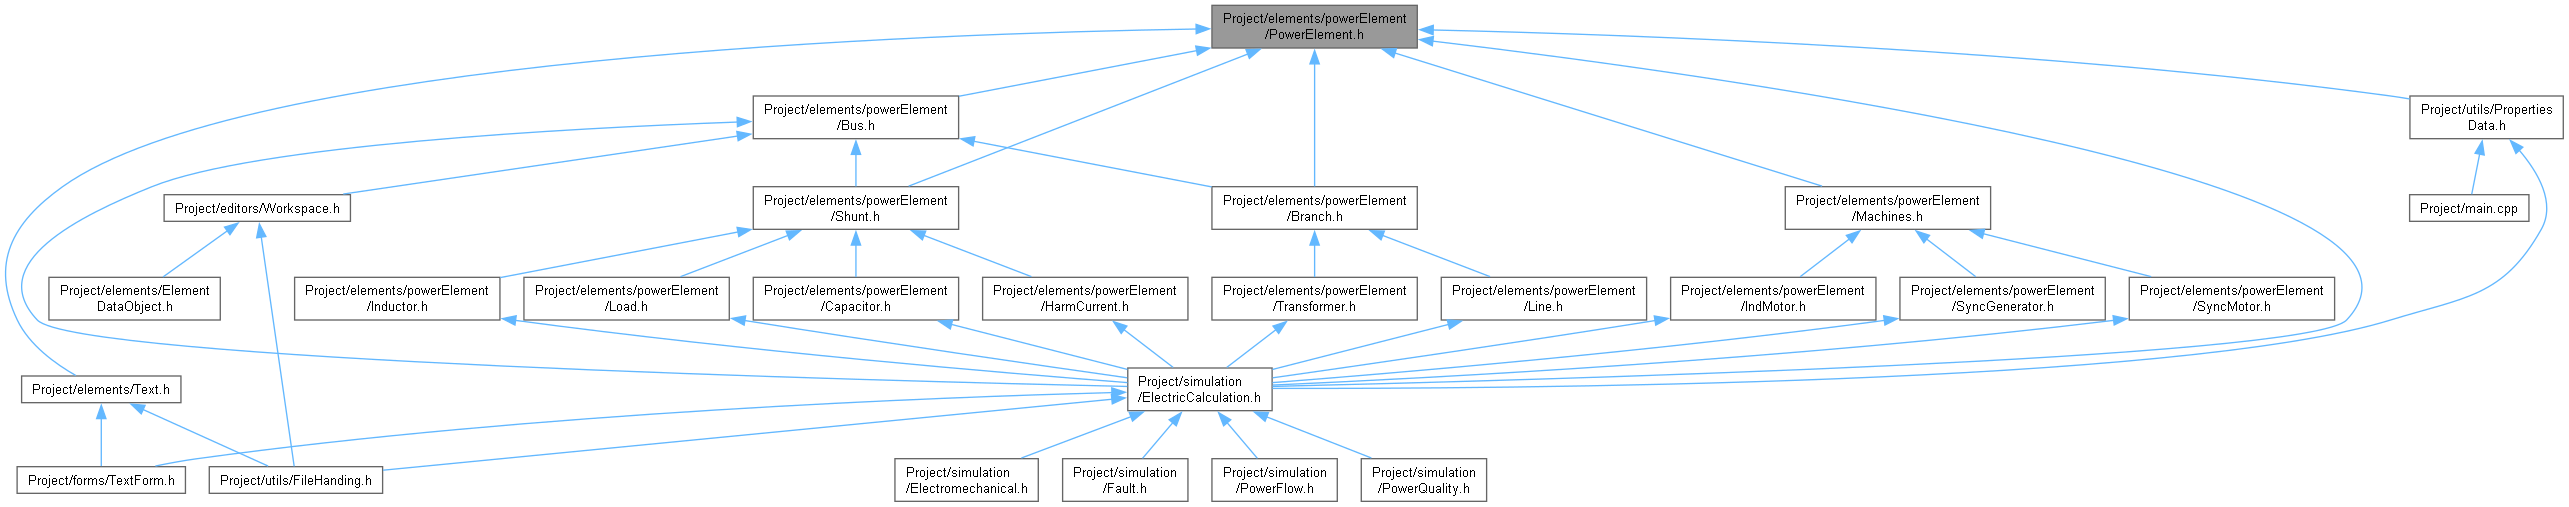 Project/elements/powerElement
/PowerElement.h
Project/elements/powerElement
/Bus.h
Project/utils/Properties
Data.h
Project/editors/Workspace.h
Project/elements/powerElement
/Shunt.h
Project/elements/powerElement
/Branch.h
Project/elements/powerElement
/Machines.h
Project/main.cpp
Project/elements/Element
DataObject.h
Project/elements/powerElement
/Inductor.h
Project/elements/powerElement
/Load.h
Project/elements/powerElement
/Capacitor.h
Project/elements/powerElement
/HarmCurrent.h
Project/elements/powerElement
/Transformer.h
Project/elements/powerElement
/Line.h
Project/elements/powerElement
/IndMotor.h
Project/elements/powerElement
/SyncGenerator.h
Project/elements/powerElement
/SyncMotor.h
Project/elements/Text.h
Project/simulation
/ElectricCalculation.h
Project/forms/TextForm.h
Project/utils/FileHanding.h
Project/simulation
/Electromechanical.h
Project/simulation
/Fault.h
Project/simulation
/PowerFlow.h
Project/simulation
/PowerQuality.h